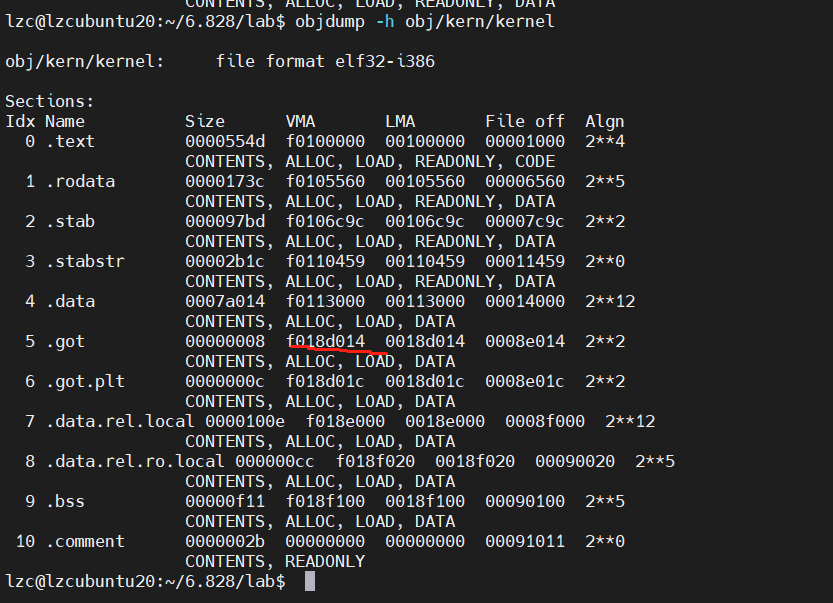 CONTENTS, ALLOC, LOAD, READONLY, DATA
lzc@lzcubuntu20:~/6.828/lab$ objdump -h obj/kern/kernel
obj/kern/kernel:     file format elf32-i386
Sections:
Idx Name          Size      VMA       LMA       File off  Algn
  0 .text         0000554d  f0100000  00100000  00001000  2**4
                  CONTENTS, ALLOC, LOAD, READONLY, CODE
  1 .rodata       0000173c  f0105560  00105560  00006560  2**5
                  CONTENTS, ALLOC, LOAD, READONLY, DATA
  2 .stab         000097bd  f0106c9c  00106c9c  00007c9c  2**2
                  CONTENTS, ALLOC, LOAD, READONLY, DATA
  3 .stabstr      00002b1c  f0110459  00110459  00011459  2**0
                  CONTENTS, ALLOC, LOAD, READONLY, DATA
  4 .data         0007a014  f0113000  00113000  00014000  2**12
                  CONTENTS, ALLOC, LOAD, DATA
  5 .got          00000008  f018d014  0018d014  0008e014  2**2
                  CONTENTS, ALLOC, LOAD, DATA
  6 .got.plt      0000000c  f018d01c  0018d01c  0008e01c  2**2
                  CONTENTS, ALLOC, LOAD, DATA
  7 .data.rel.local 0000100e  f018e000  0018e000  0008f000  2**12
                  CONTENTS, ALLOC, LOAD, DATA
  8 .data.rel.ro.local 000000cc  f018f020  0018f020  00090020  2**5
                  CONTENTS, ALLOC, LOAD, DATA
  9 .bss          00000f11  f018f100  0018f100  00090100  2**5
                  CONTENTS, ALLOC, LOAD, DATA
 10 .comment      0000002b  00000000  00000000  00091011  2**0
                  CONTENTS, READONLY
lzc@lzcubuntu20:~/6.828/lab$